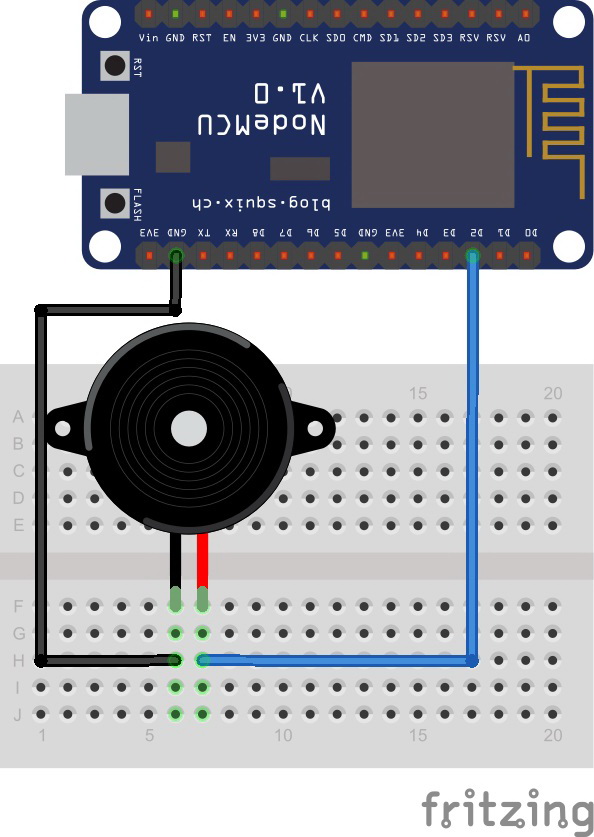 Vin GND RST EN 3V3 GND CLK SD0 CMD SD1 SD2 SD3 RSV RSV A0
RST
NodeMCU
V1.0
FLASH
blog.squix.ch
3V3 GND TX RX D8 D7 D6 D5 GND 3V3 D4 D3 D2 D1 D0
15 20
A
B
C
D
E
F
G
H
I
J
1 5 10 15 20
fritzing